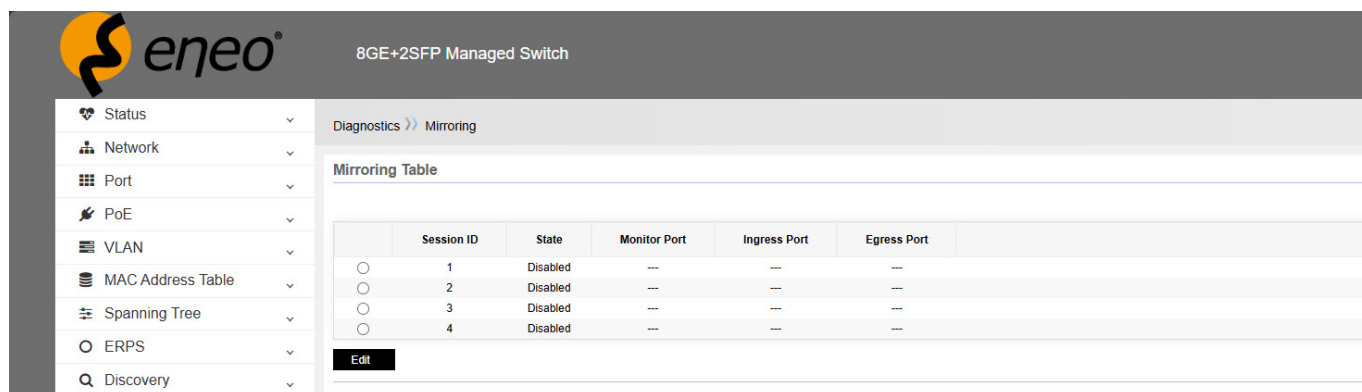 eneo®
8GE+2SFP Managed Switch
Status
Network
Port
PoE
VLAN
MAC Address Table
Spanning Tree
ERPS
Discovery
Diagnostics 》 Mirroring
Mirroring Table
Session ID State Monitor Port Ingress Port Egress Port
1 Disabled --- --- ---
2 Disabled --- --- ---
3 Disabled --- --- ---
4 Disabled --- --- ---
Edit